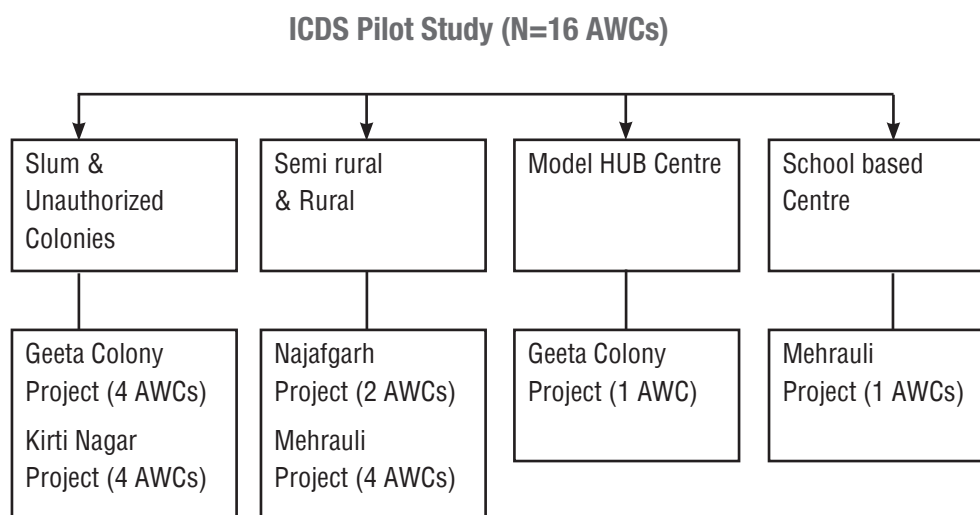 ICDS Pilot Study (N=16 AWCs)
Slum &
Unauthorized
Colonies
Semi rural
& Rural
Model HUB Centre
School based
Centre
Geeta Colony
Project (4 AWCs)
Kirti Nagar
Project (4 AWCs)
Najafgarh
Project (2 AWCs)
Mehrauli
Project (4 AWCs)
Geeta Colony
Project (1 AWC)
Mehrauli
Project (1 AWCs)